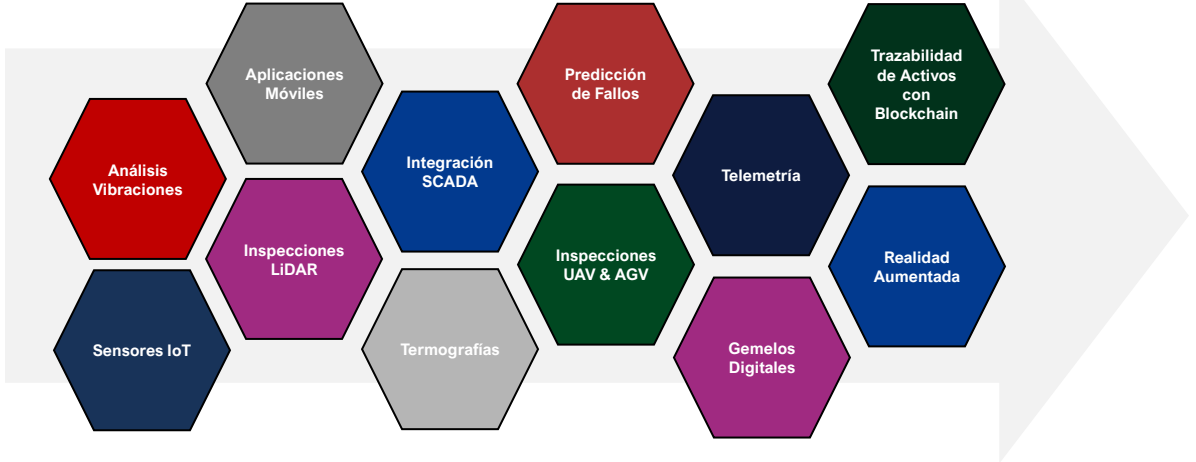 Análisis
Vibraciones
Sensores IoT
Aplicaciones
Móviles
Inspecciones
LiDAR
Integración
SCADA
Termografías
Predicción
de Fallos
Inspecciones
UAV & AGV
Telemetría
Gemelos
Digitales
Trazabilidad
de Activos
con
Blockchain
Realidad
Aumentada